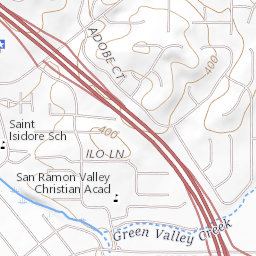 ADOBE CT
400
Saint
Isidore Sch
400
ILO LN
San Ramon Valley
Christian Acad
Green Valley Creek